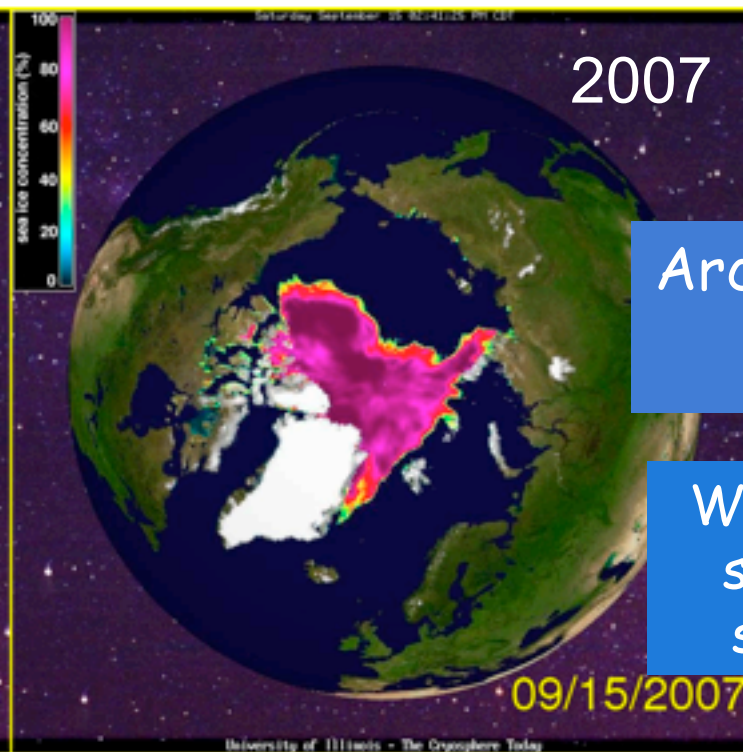 Saturday September 15 02:41:25 PM CDT
100
80
60
40
20
0
sea ice concentration (%)
2007
09/15/2007
University of Illinois - The Cryosphere Today